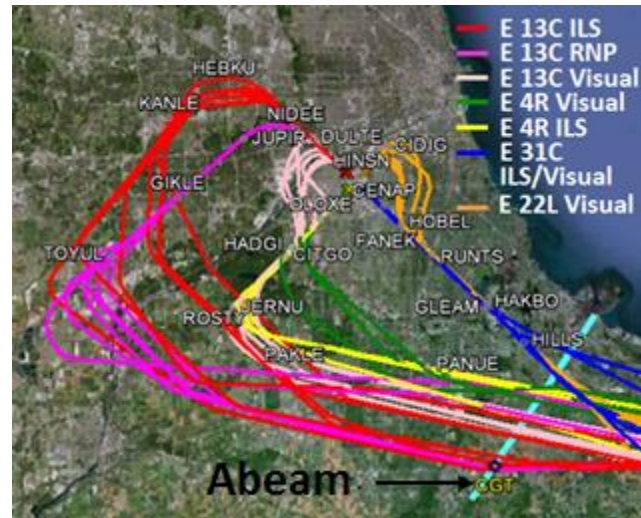 E 13C ILS
E 13C RNP
E 13C Visual
E 4R Visual
E 4R ILS
E 31C
ILS/Visual
E 22L Visual
HEBKU
KANLE
NIDEE
JUPIR
DULTE
CIDIG
HINSN
GIKLE
CENAP
OLOXE
HOBEL
HADGI
FANEK
TOYUL
CITGO
RUNTS
JERNU
GLEAM
HAKBO
ROSTY
HILLS
PAKLE
PANUE
Abeam
CGT